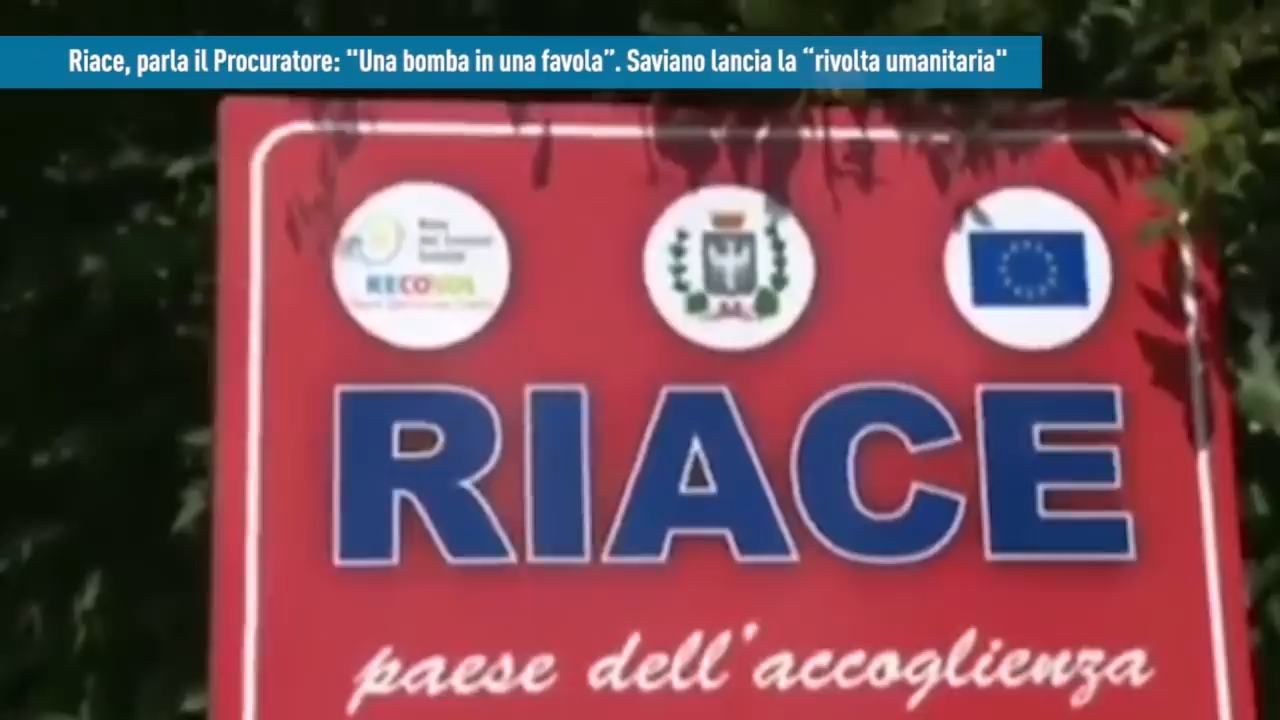 Riace, parla il Procuratore: "Una bomba in una favola”. Saviano lancia la “rivolta umanitaria"
RECOSOL
RIACE
paese dell'accoglienza